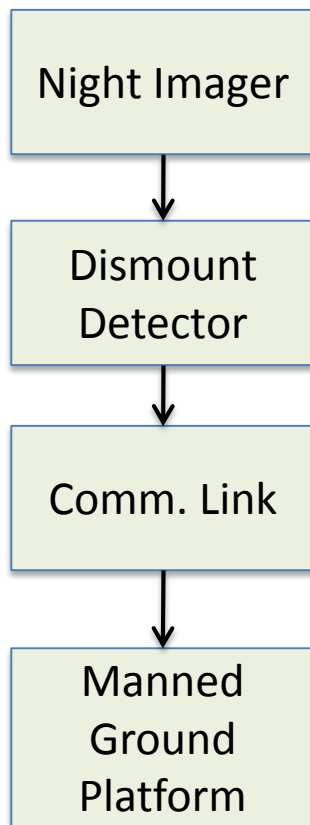 Night Imager
Dismount
Detector
Comm. Link
Manned
Ground
Platform